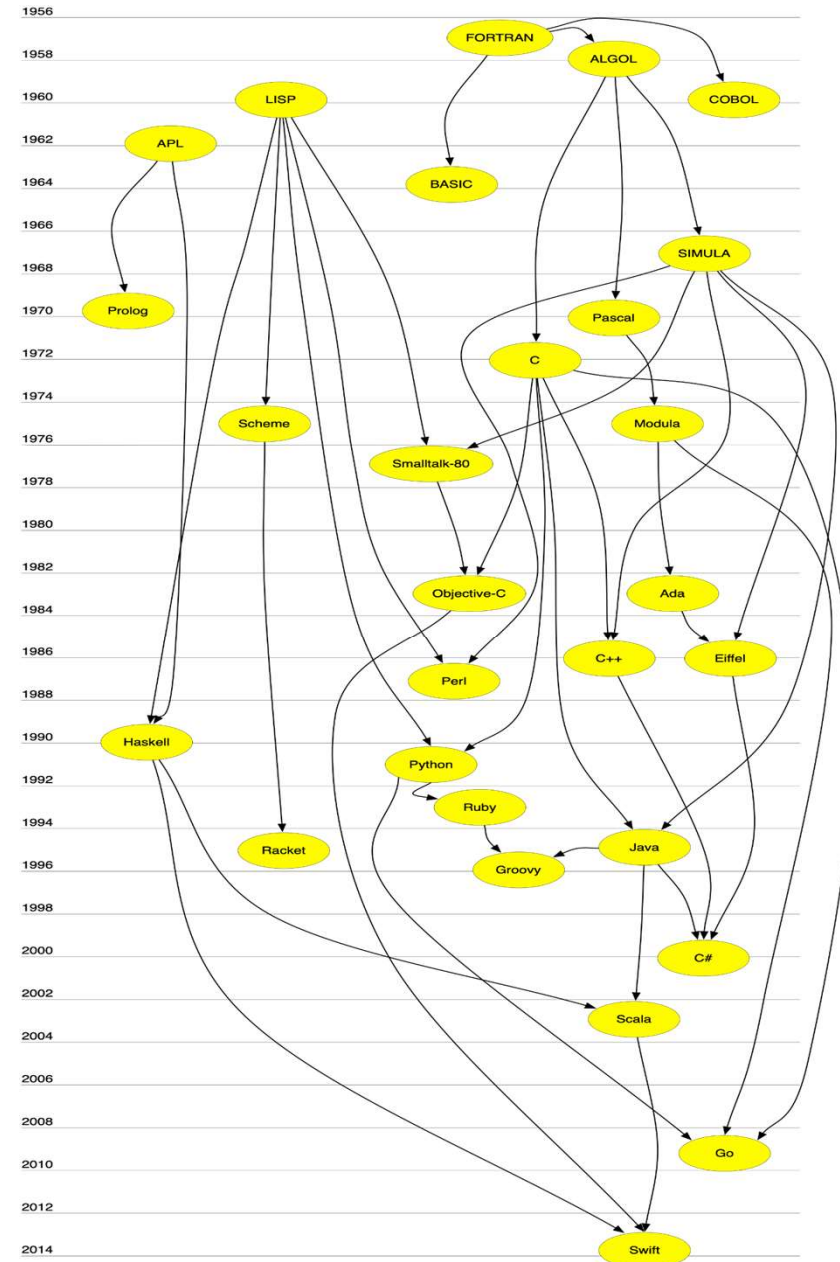 1956
FORTRAN
1958
ALGOL
1960
LISP
COBOL
1962
APL
1964
BASIC
1966
SIMULA
1968
Prolog
1970
Pascal
1972
C
1974
Scheme
Modula
1976
Smalltalk-80
1978
1980
1982
Objective-C
Ada
1984
1986
C++
Eiffel
Perl
1988
1990
Haskell
Python
1992
Ruby
1994
Racket
Java
1996
Groovy
1998
2000
C#
2002
Scala
2004
2006
2008
Go
2010
2012
Swift
2014